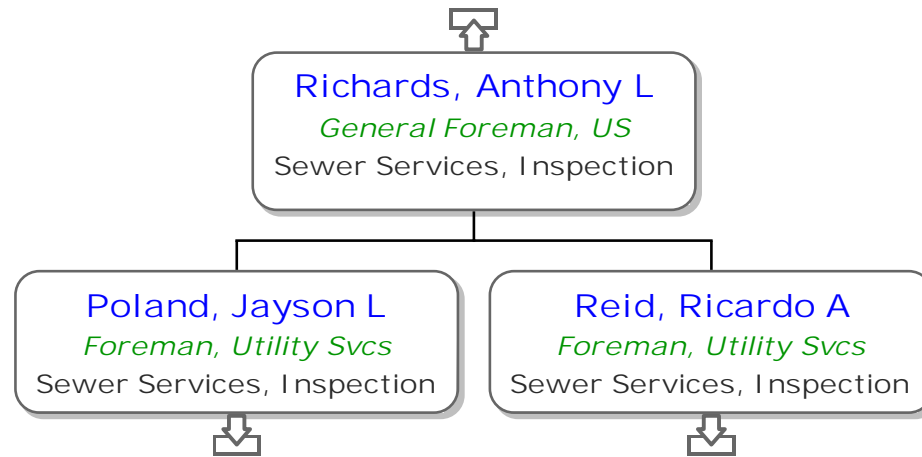 Richards, Anthony L
General Foreman, US
Sewer Services, Inspection
Poland, Jayson L
Foreman, Utility Svcs
Sewer Services, Inspection
Reid, Ricardo A
Foreman, Utility Svcs
Sewer Services, Inspection